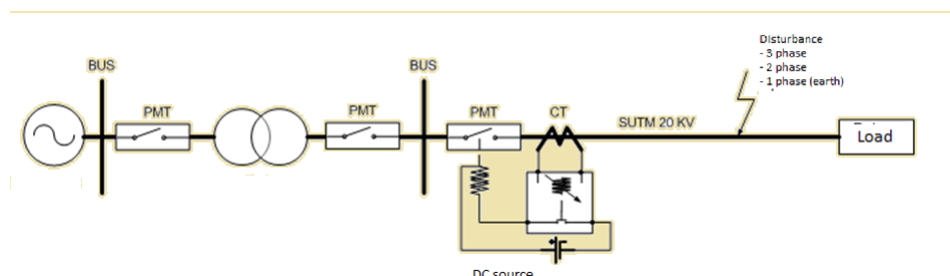 Disturbance
- 3 phase
- 2 phase
- 1 phase (earth)
BUS
BUS
PMT
PMT
PMT
CT
SUTM 20 KV
Load
DC source